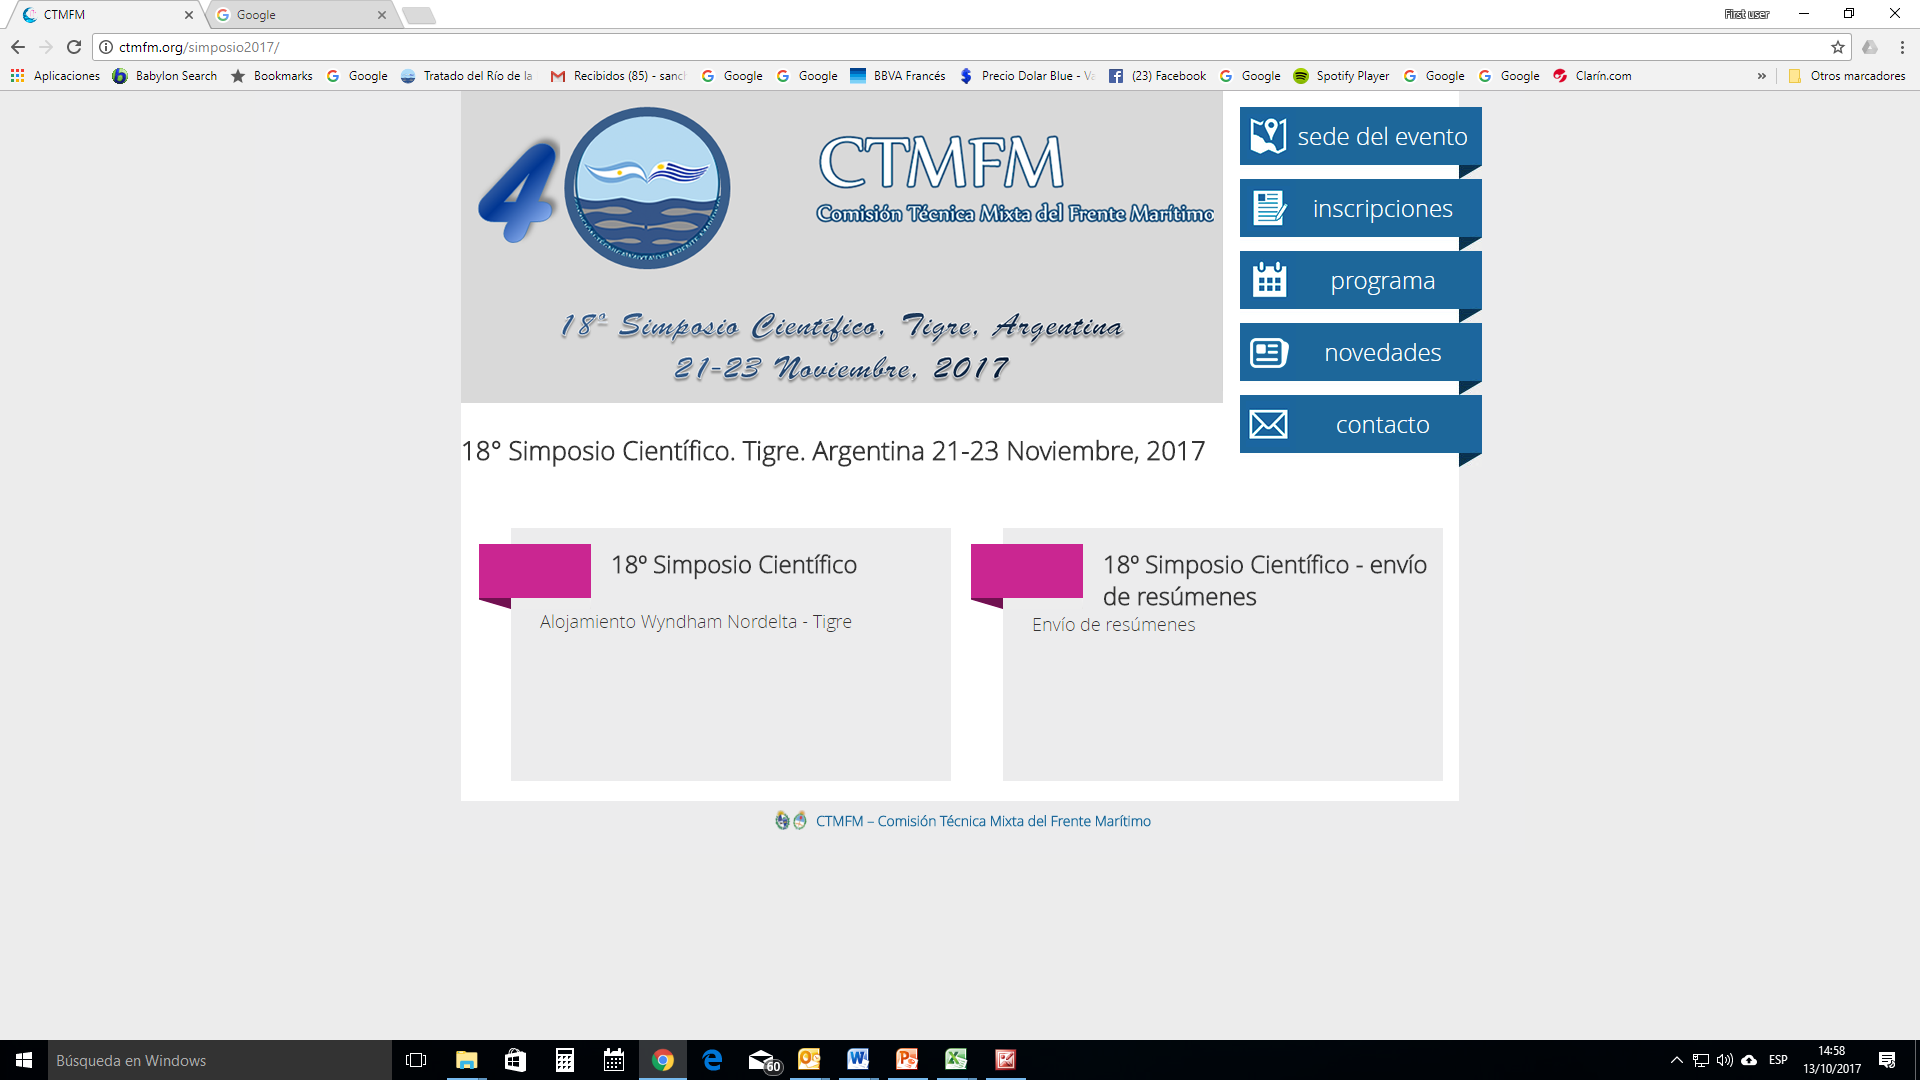 CTMFM
Google
First user
ctmfm.org/simposio2017/
Aplicaciones
Babylon Search
Bookmarks
Google
Tratado del Río de la
Recibidos (85) - sanc
Google
Google
BBVA Francés
Precio Dolar Blue - Va
(23) Facebook
Google
Spotify Player
Google
Google
Clarín.com
»
Otros marcadores
40
CTMFM
Comisión Técnica Mixta del Frente Marítimo
18º Simposio Científico, Tigre, Argentina
21-23 Noviembre, 2017
sede del evento
inscripciones
programa
novedades
contacto
18° Simposio Científico. Tigre. Argentina 21-23 Noviembre, 2017
18º Simposio Científico
Alojamiento Wyndham Nordelta - Tigre
18º Simposio Científico - envío
de resúmenes
Envío de resúmenes
CTMFM – Comisión Técnica Mixta del Frente Marítimo
Búsqueda en Windows
60
ESP
14:58
13/10/2017